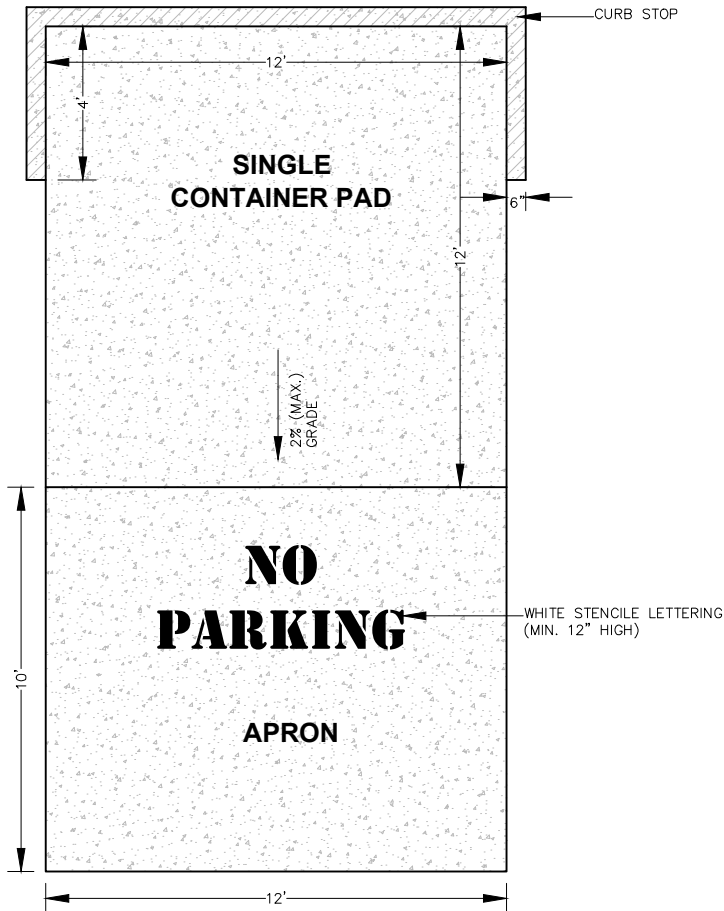 CURB STOP
12'
4'
SINGLE
CONTAINER PAD
6"
12'
2% (MAX.)
GRADE
NO
PARKING
WHITE STENCILE LETTERING
(MIN. 12" HIGH)
10'
APRON
12'